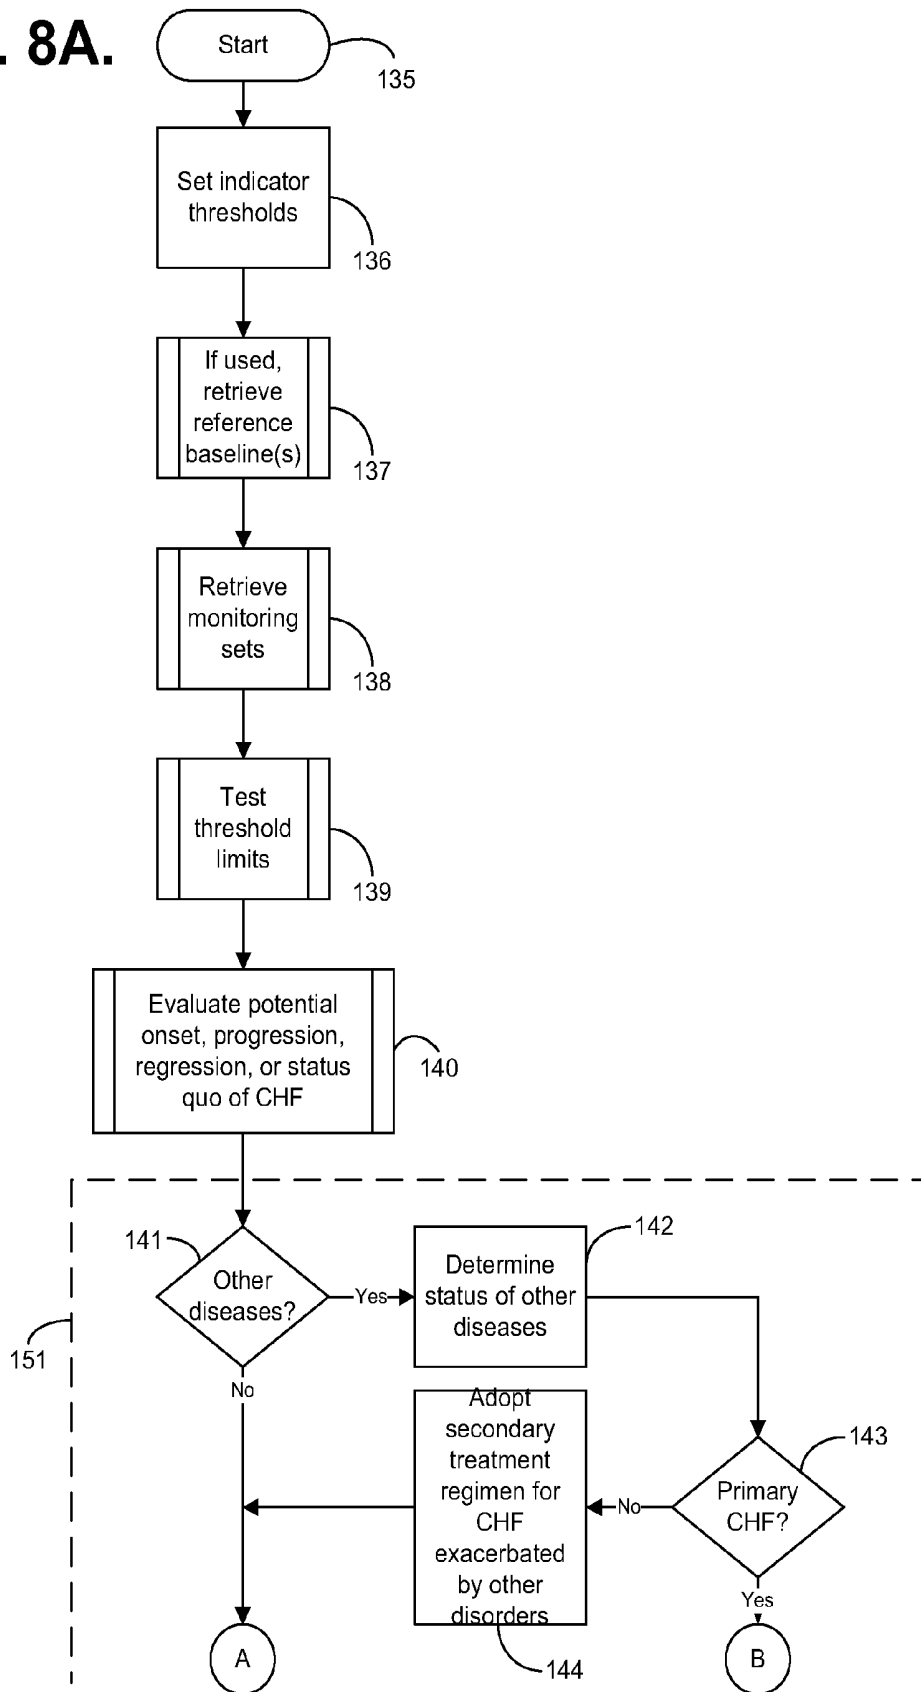 . 8A.
Start
135
Set indicator
thresholds
136
If used,
retrieve
reference
baseline(s)
137
Retrieve
monitoring
sets
138
Test
threshold
limits
139
Evaluate potential
onset, progression,
regression, or status
quo of CHF
140
141
Other
diseases?
Yes
142
Determine
status of other
diseases
151
No
Adopt
secondary
treatment
regimen for
CHF
exacerbated
by other
disorders
No
143
Primary
CHF?
Yes
A
144
B